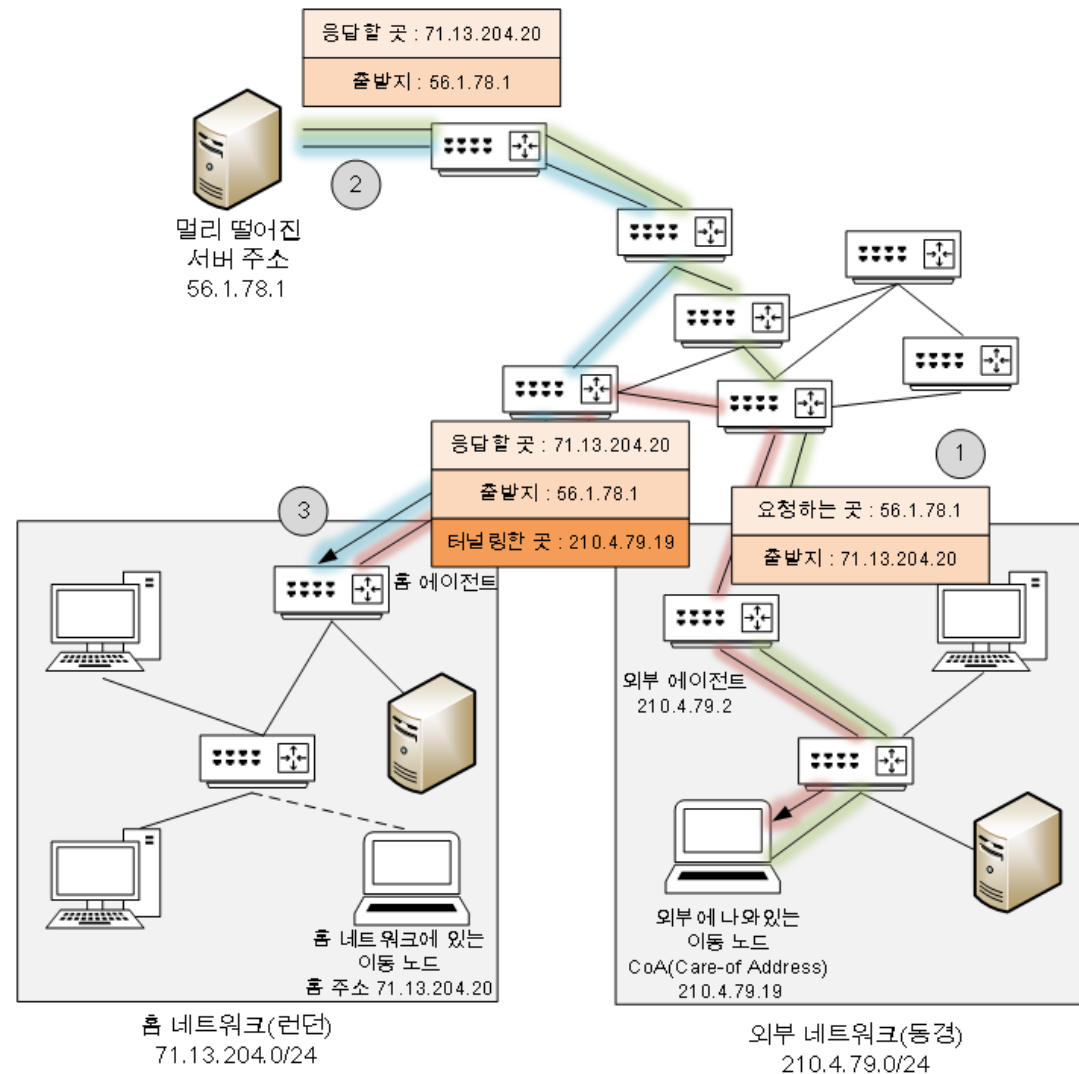 응답할 곳 : 71.13.204.20
출발지 : 56.1.78.1
2
멀리 떨어진
서버 주소
56.1.78.1
응답할 곳 : 71.13.204.20
출발지 : 56.1.78.1
터널링한 곳 : 210.4.79.19
1
요청하는 곳 : 56.1.78.1
출발지 : 71.13.204.20
3
홈 에이전트
외부 에이전트
210.4.79.2
홈 네트워크에 있는
이동 노드
홈 주소 71.13.204.20
외부에 나와있는
이동 노드
CoA(Care-of Address)
210.4.79.19
홈 네트워크(런던)
71.13.204.0/24
외부 네트워크(동경)
210.4.79.0/24